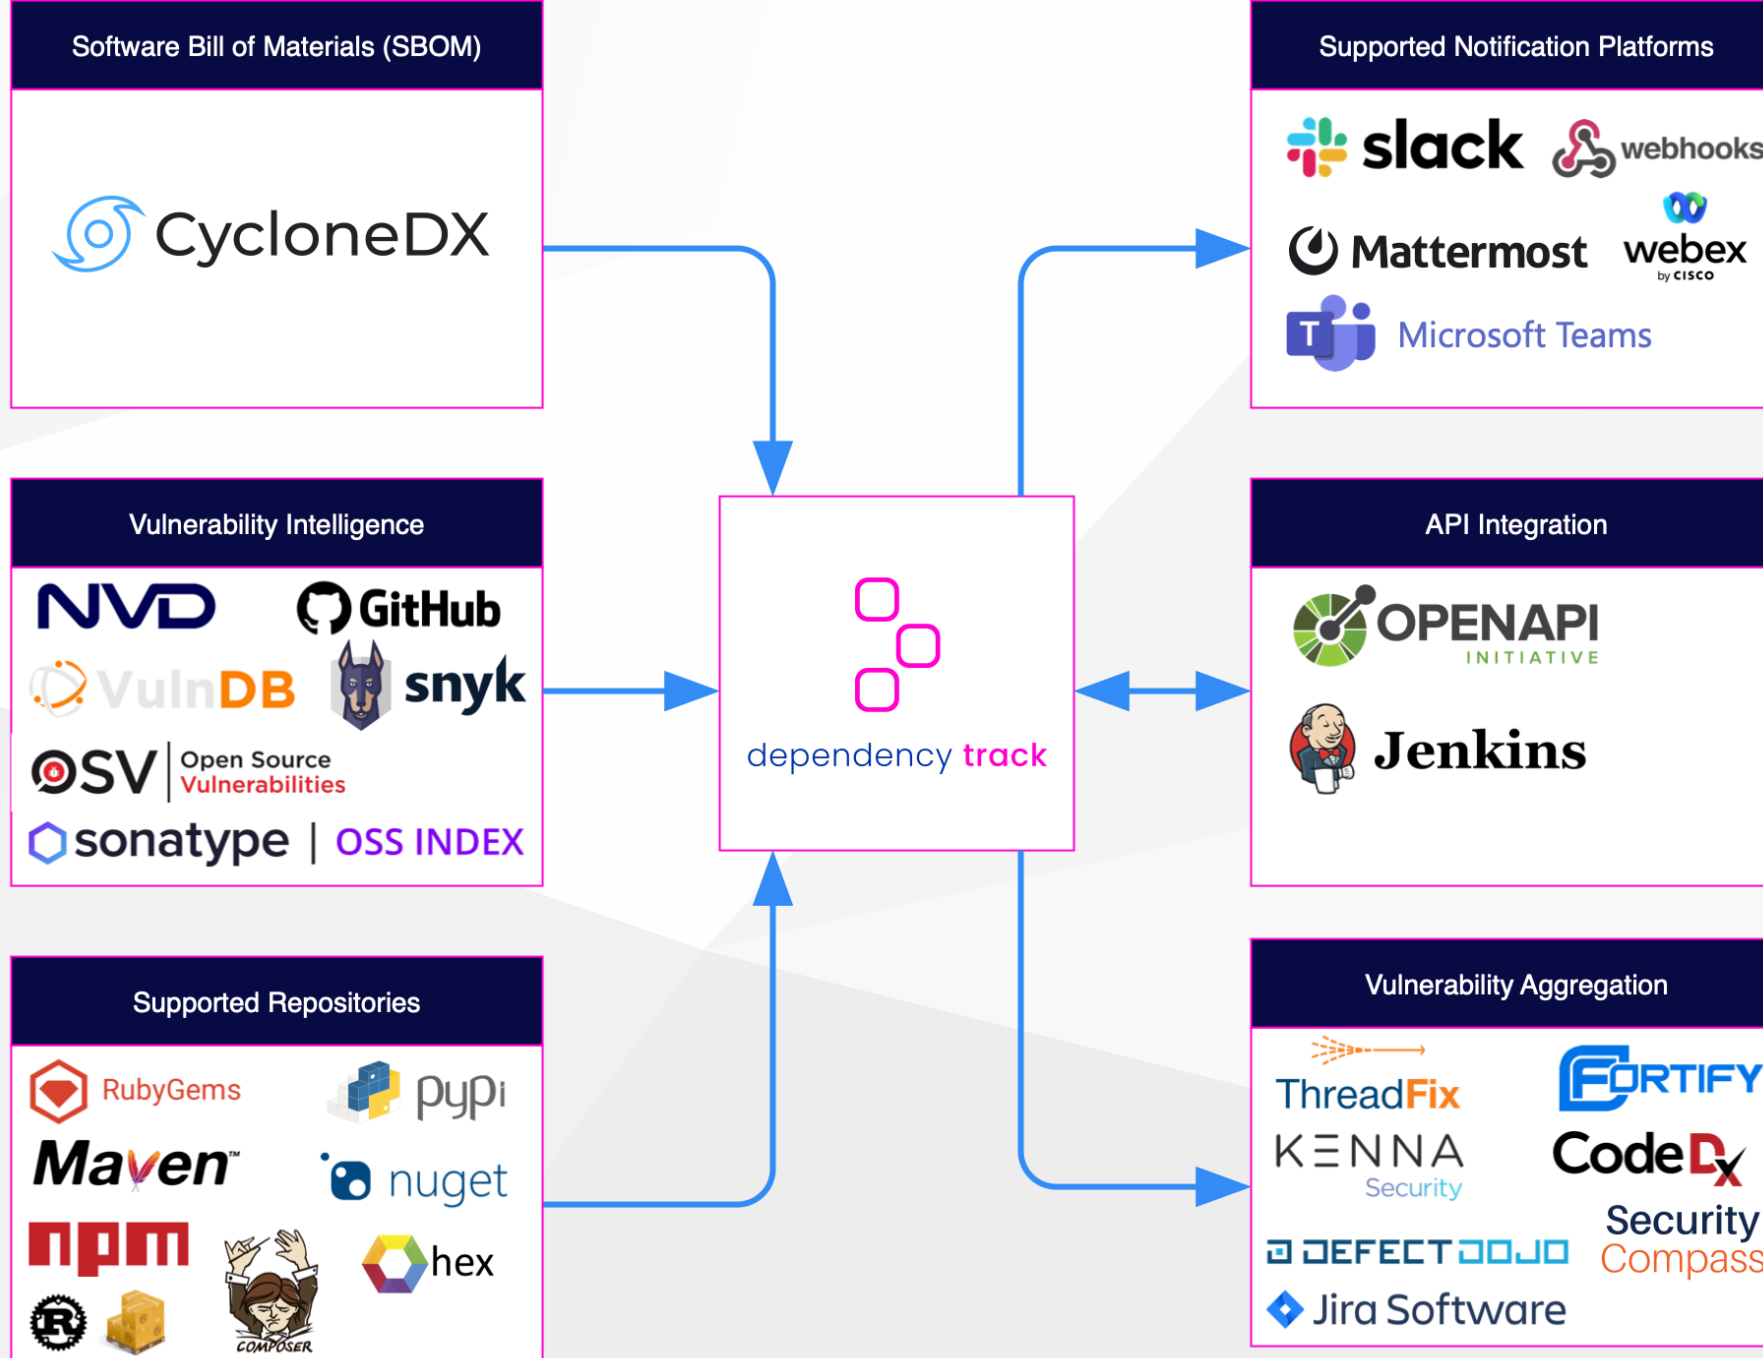 Software Bill of Materials (SBOM)
CycloneDX
Vulnerability Intelligence
NVD
GitHub
VulnDB
snyk
OSV
Open Source
Vulnerabilities
sonatype | OSS INDEX
Supported Repositories
RubyGems
pypi
Maven™
nuget
npm
COMPOSER
hex
R
dependency track
Supported Notification Platforms
slack
webhooks
Mattermost
webex
by CISCO
T
Microsoft Teams
API Integration
OPENAPI
INITIATIVE
Jenkins
Vulnerability Aggregation
ThreadFix
FORTIFY
KENNA
Security
CodeDx
DEFECTDOJO
Security
Compass
Jira Software